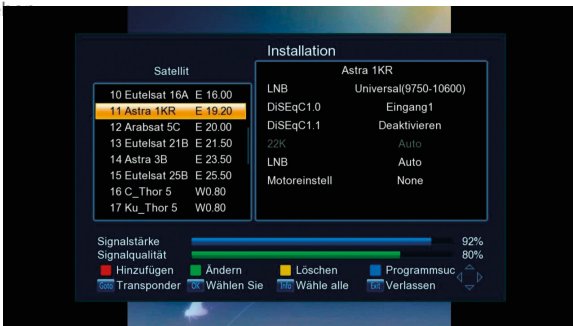 Installation
Satellit
Astra 1KR
10 Eutelsat 16A E 16.00
11 Astra 1KR E 19.20
12 Arabsat 5C E 20.00
13 Eutelsat 21B E 21.50
14 Astra 3B E 23.50
15 Eutelsat 25B E 25.50
16 C_Thor 5 W0.80
17 Ku_Thor 5 W0.80
LNB Universal(9750-10600)
DiSEqC1.0 Eingang1
DiSEqC1.1 Deaktivieren
22K Auto
LNB Auto
Motoreinstell None
Signalstärke 92%
Signalqualität 80%
Hinzufügen Ändern Löschen Programmsuc
Goto Transponder OK Wählen Sie Info Wähle alle Exit Verlassen